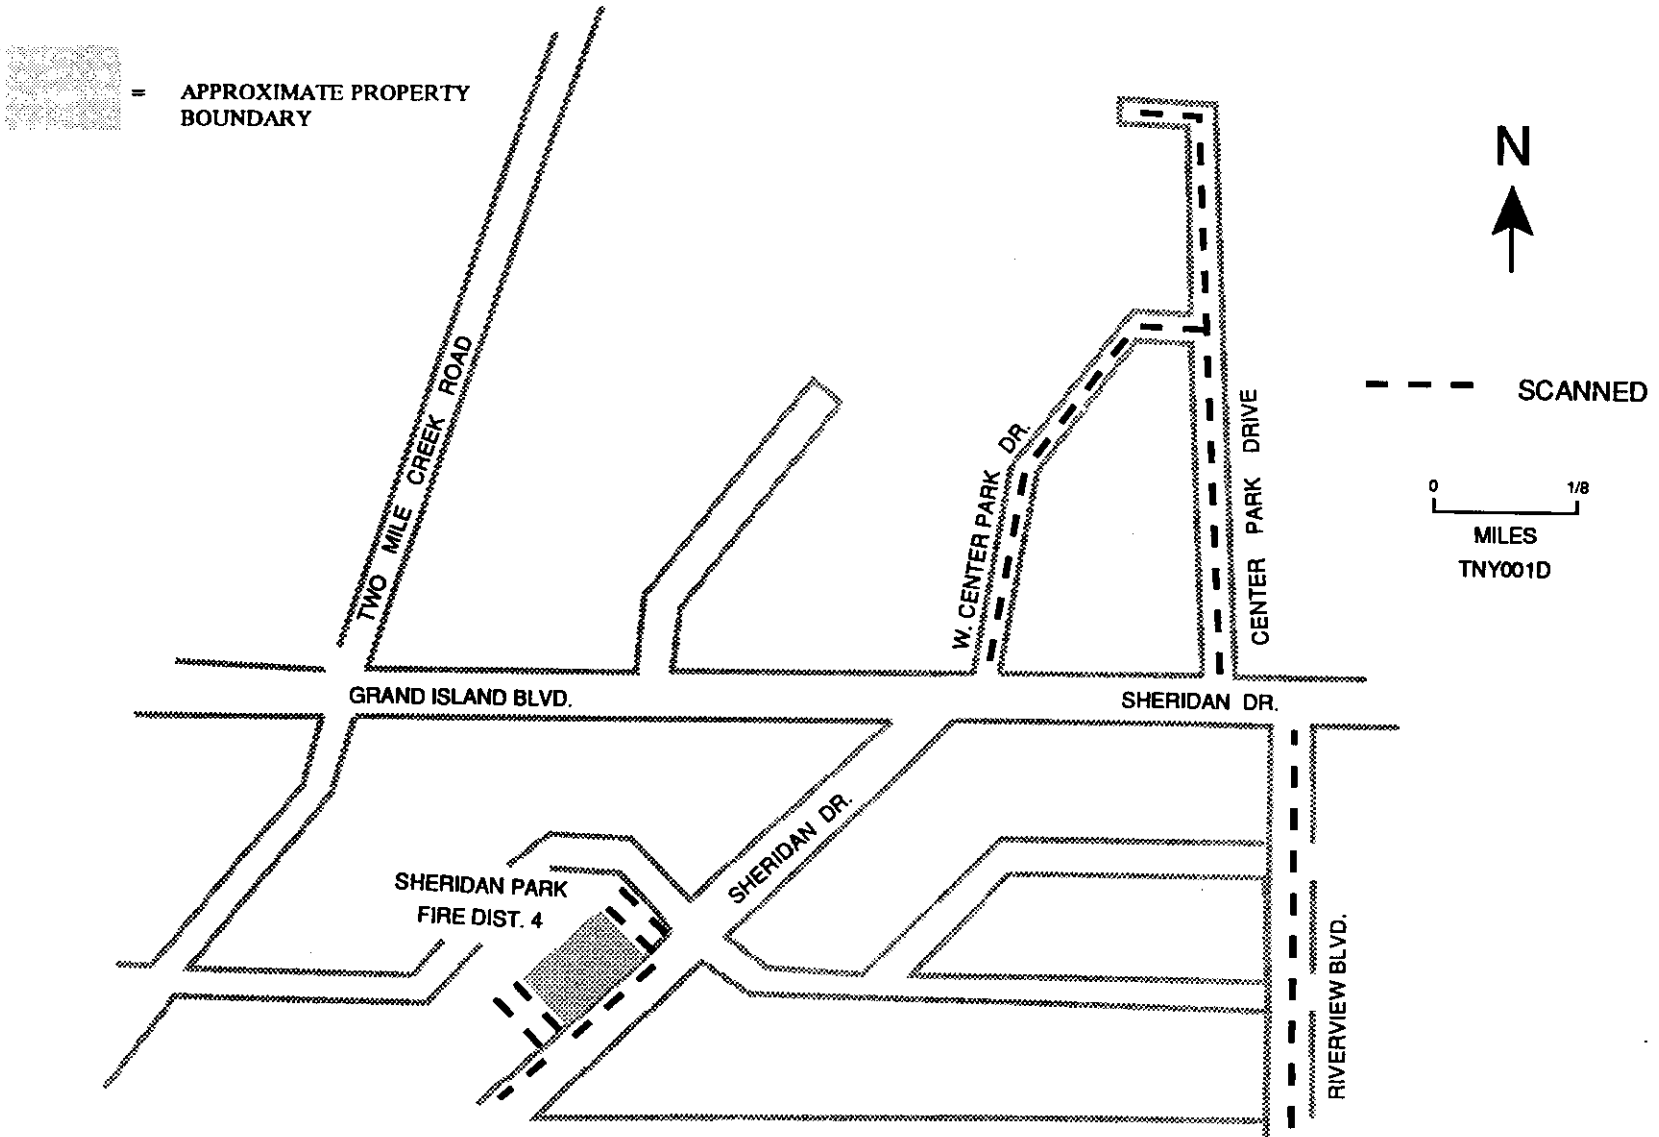 = APPROXIMATE PROPERTY
BOUNDARY
N
TWO MILE CREEK ROAD
W. CENTER PARK DR.
CENTER PARK DRIVE
SCANNED
0 1/8
MILES
TNY001D
GRAND ISLAND BLVD.
SHERIDAN DR.
SHERIDAN DR.
SHERIDAN PARK
FIRE DIST. 4
RIVERVIEW BLVD.